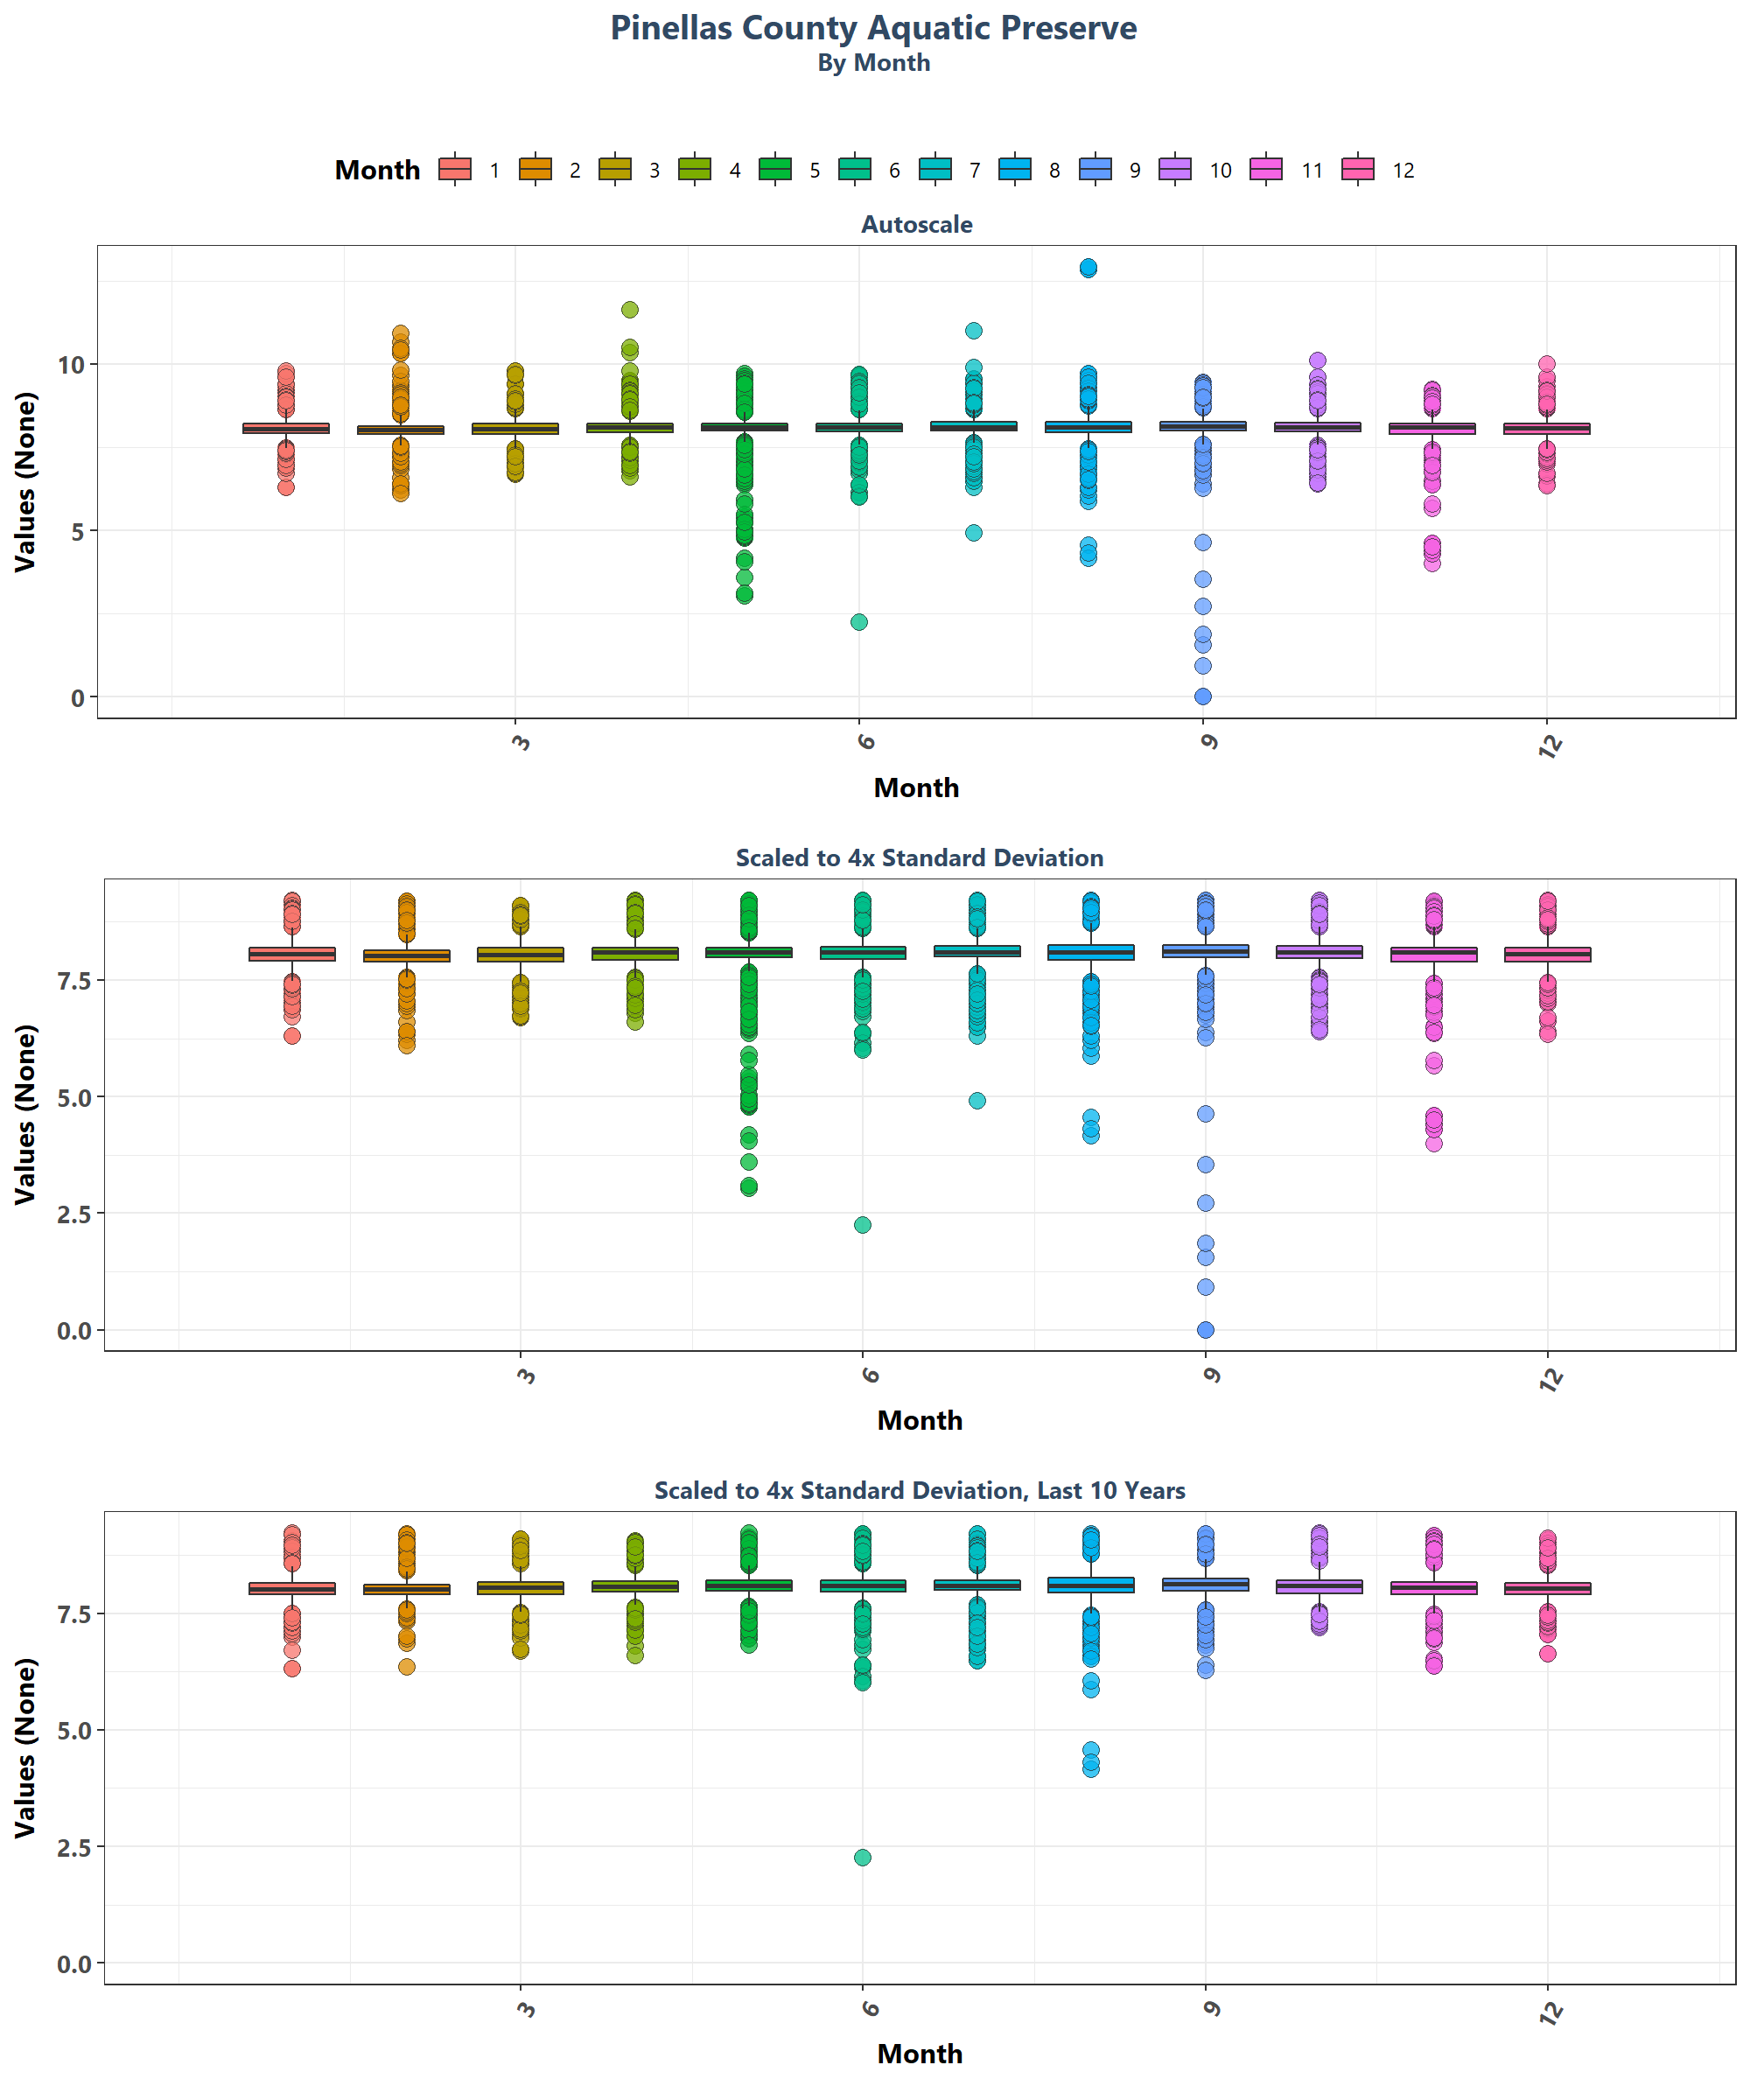 Pinellas County Aquatic Preserve
By Month
Month 1 2 3 4 5 6 7 8 9 10 11 12
Autoscale
Values (None)
10
5
0
3 6 9 12
Month
Scaled to 4x Standard Deviation
Values (None)
7.5
5.0
2.5
0.0
3 6 9 12
Month
Scaled to 4x Standard Deviation, Last 10 Years
Values (None)
7.5
5.0
2.5
0.0
3 6 9 12
Month